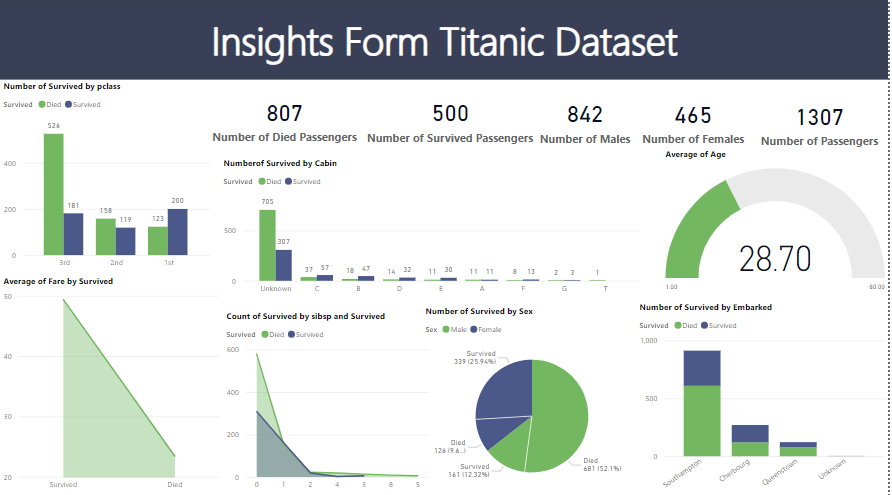 Insights Form Titanic Dataset
Number of Survived by pclass
Survived Died Survived
526
400
200
0
181
158
119
123
200
3rd 2nd 1st
807
Number of Died Passengers
500
Number of Survived Passengers
842
Number of Males
465
Number of Females
1307
Number of Passengers
Numberof Survived by Cabin
Survived Died Survived
500
0
705
307
37 57
18 47
14 32
11 30
11 11
8 13
2 3
1
Unknown C B D E A F G T
Average of Age
28.70
1.00 80.00
Average of Fare by Survived
50
40
30
20
Survived Died
Count of Survived by sibsp and Survived
Survived Died Survived
600
400
200
0
0 1 2 4 3 8 5
Number of Survived by Sex
Sex Male Female
Survived
339 (25.94%)
Died
126 (9.6...)
Survived
161 (12.32%)
Died
681 (52.1%)
Number of Survived by Embarked
Survived Died Survived
1,000
500
0
Southampton Cherbourg Queenstown Unknown